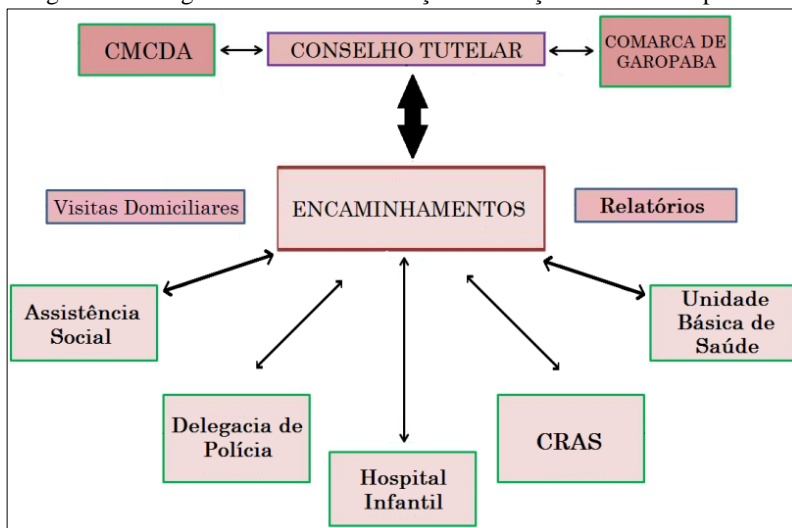 CMCDA
CONSELHO TUTELAR
COMARCA DE
GAROPABA
Visitas Domiciliares
ENCAMINHAMENTOS
Relatórios
Assistência
Social
Unidade
Básica de
Saúde
Delegacia de
Polícia
CRAS
Hospital
Infantil